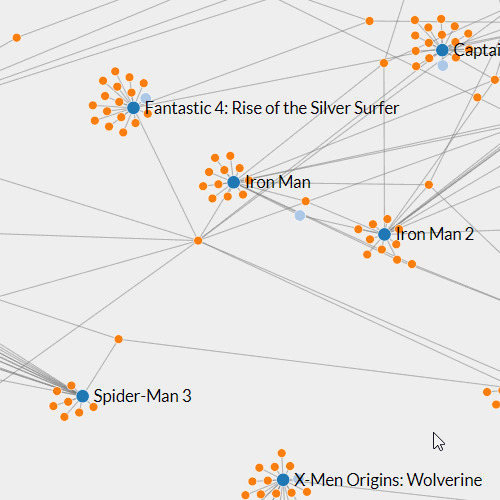 Captai
Fantastic 4: Rise of the Silver Surfer
Iron Man
Iron Man 2
Spider-Man 3
X-Men Origins: Wolverine